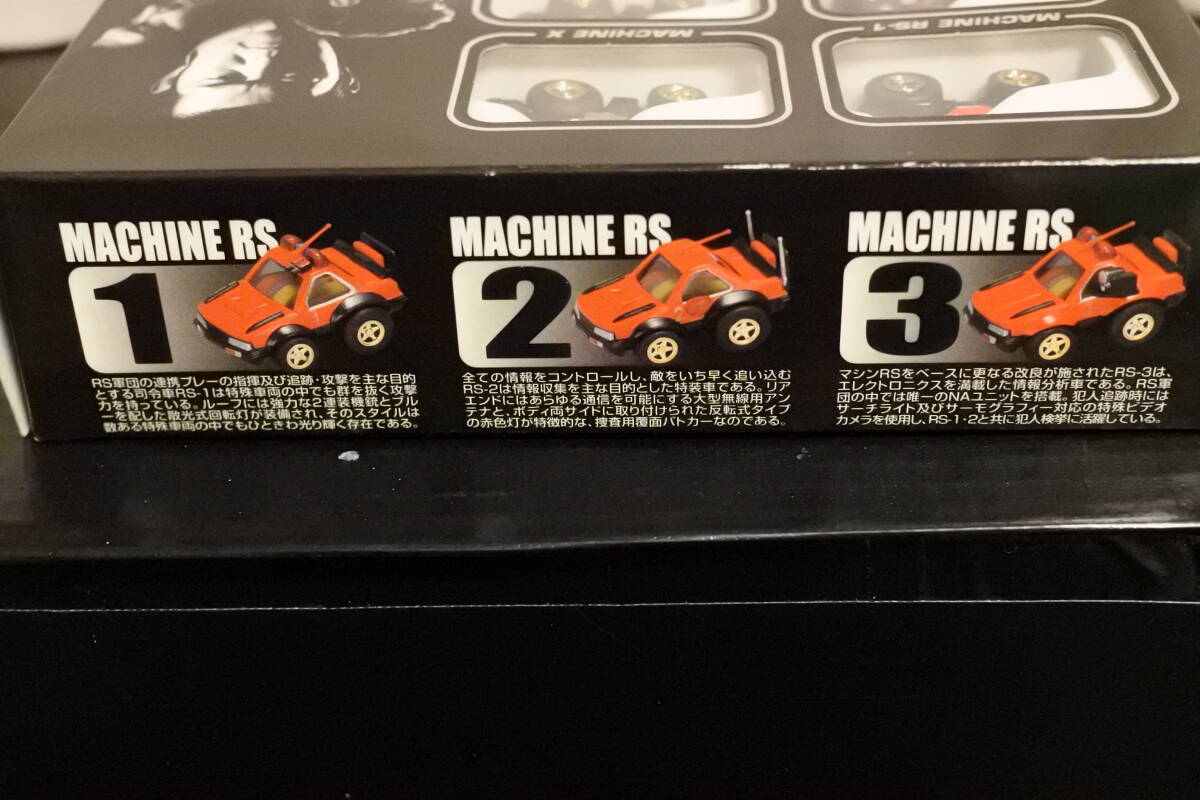 MACHINE X
MACHINE RS-1
MACHINE RS
1
RS軍団の連携プレーの指揮及び追跡・攻撃を主な目的
とする司令車RS-1は特殊車両の中でも群を抜く攻撃
力を持っている。ルーフには強力な2連装機銃とブル
ーを配した散光式回転灯が装備され、そのスタイルは
数ある特殊車両の中でもひときわ光り輝く存在である。
MACHINE RS
2
全ての情報をコントロールし、敵をいち早く追い込む
RS-2は情報収集を主な目的とした特装車である。リア
エンドにはあらゆる通信を可能にする大型無線用アン
テナと、ボディ両サイドに取り付けられた反転式タイプ
の赤色灯が特徴的な、捜査用覆面パトカーなのである。
MACHINE RS
3
マシンRSをベースに更なる改良が施されたRS-3は、
エレクトロニクスを満載した情報分析車である。RS軍
団の中では唯一のNAユニットを搭載。犯人追跡時には
サーチライト及びサーモグラフィー対応の特殊ビデオ
カメラを使用し、RS-1・2と共に犯人検挙に活躍している。